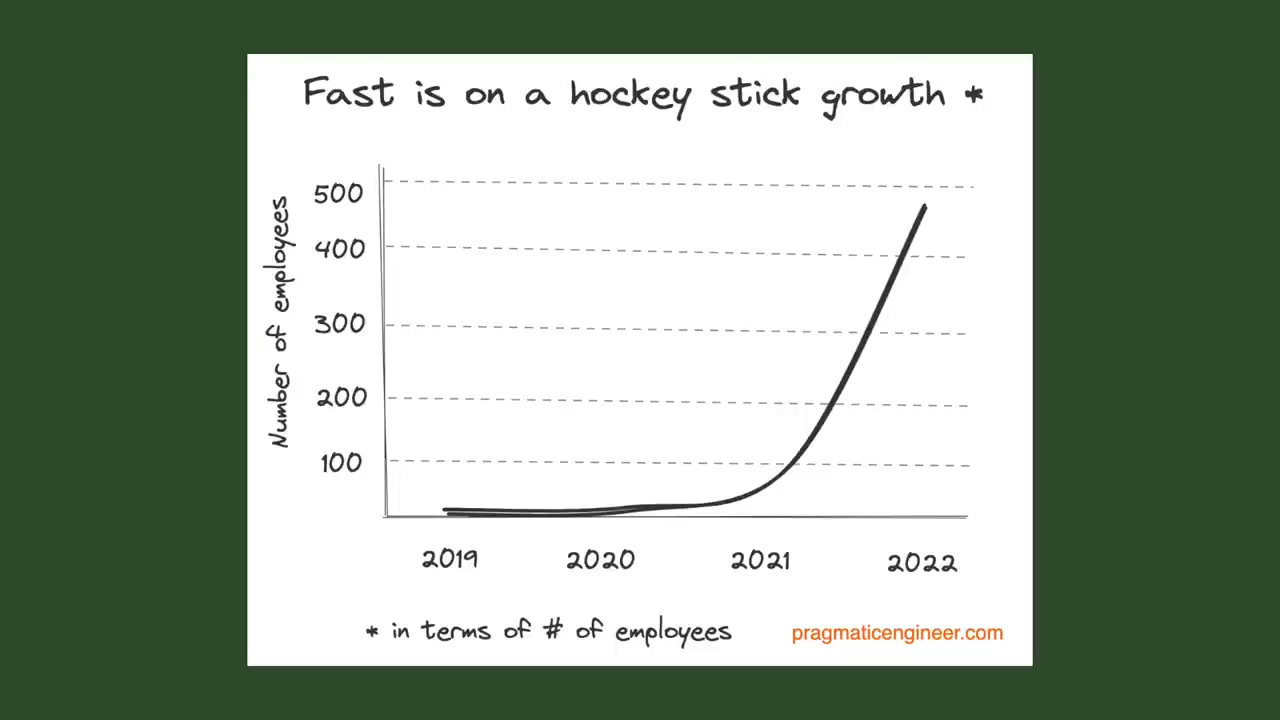 Fast is on a hockey stick growth *
Number of employees
500
400
300
200
100
2019 2020 2021 2022
* in terms of # of employees
pragmaticengineer.com